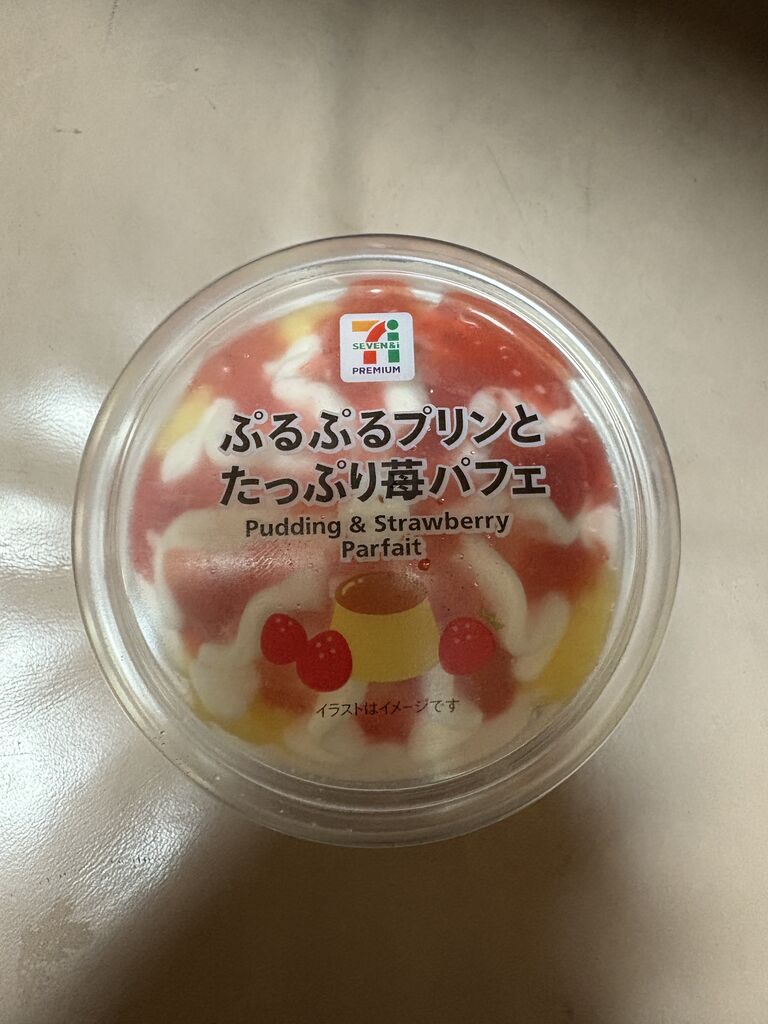 SEVEN&i
PREMIUM
ぷるぷるプリンと
たっぷり苺パフェ
Pudding & Strawberry
Parfait
イラストはイメージです